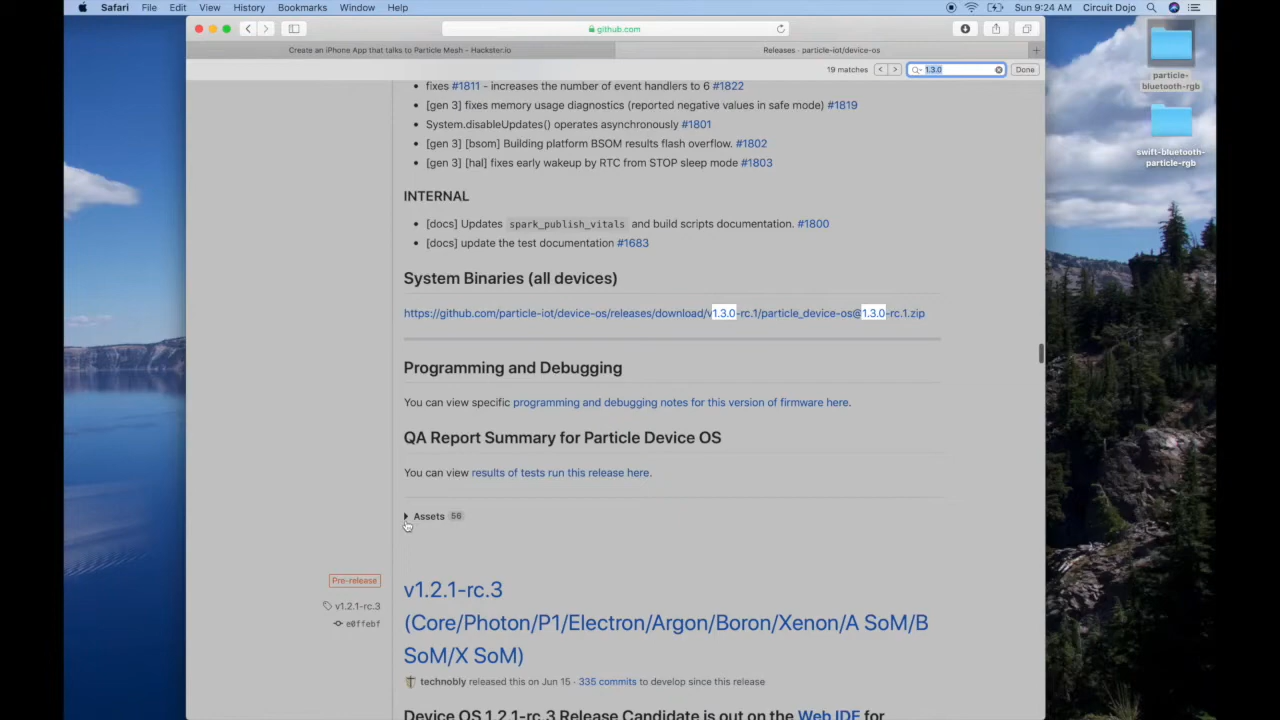 Safari File Edit View History Bookmarks Window Help Sun 9:24 AM Circuit Dojo
github.com
Create an iPhone App that talks to Particle Mesh - Hackster.io
Releases · particle-iot/device-os
19 matches 1.3.0 Done
particle-
bluetooth-rgb
swift-bluetooth-
particle-rgb
fixes #1811 - increases the number of event handlers to 6 #1822
[gen 3] fixes memory usage diagnostics (reported negative values in safe mode) #1819
System.disableUpdates() operates asynchronously #1801
[gen 3] [bsom] Building platform BSOM results flash overflow. #1802
[gen 3] [hal] fixes early wakeup by RTC from STOP sleep mode #1803
INTERNAL
[docs] Updates spark_publish_vitals and build scripts documentation. #1800
[docs] update the test documentation #1683
System Binaries (all devices)
https://github.com/particle-iot/device-os/releases/download/v1.3.0-rc.1/particle_device-os@1.3.0-rc.1.zip
Programming and Debugging
You can view specific programming and debugging notes for this version of firmware here.
QA Report Summary for Particle Device OS
You can view results of tests run this release here.
Assets 56
Pre-release
v1.2.1-rc.3
e0ffebf
v1.2.1-rc.3
(Core/Photon/P1/Electron/Argon/Boron/Xenon/A SoM/B
SoM/X SoM)
technobly released this on Jun 15 · 335 commits to develop since this release
Device OS 1.2.1-rc.3 Release Candidate is out on the Web IDE for